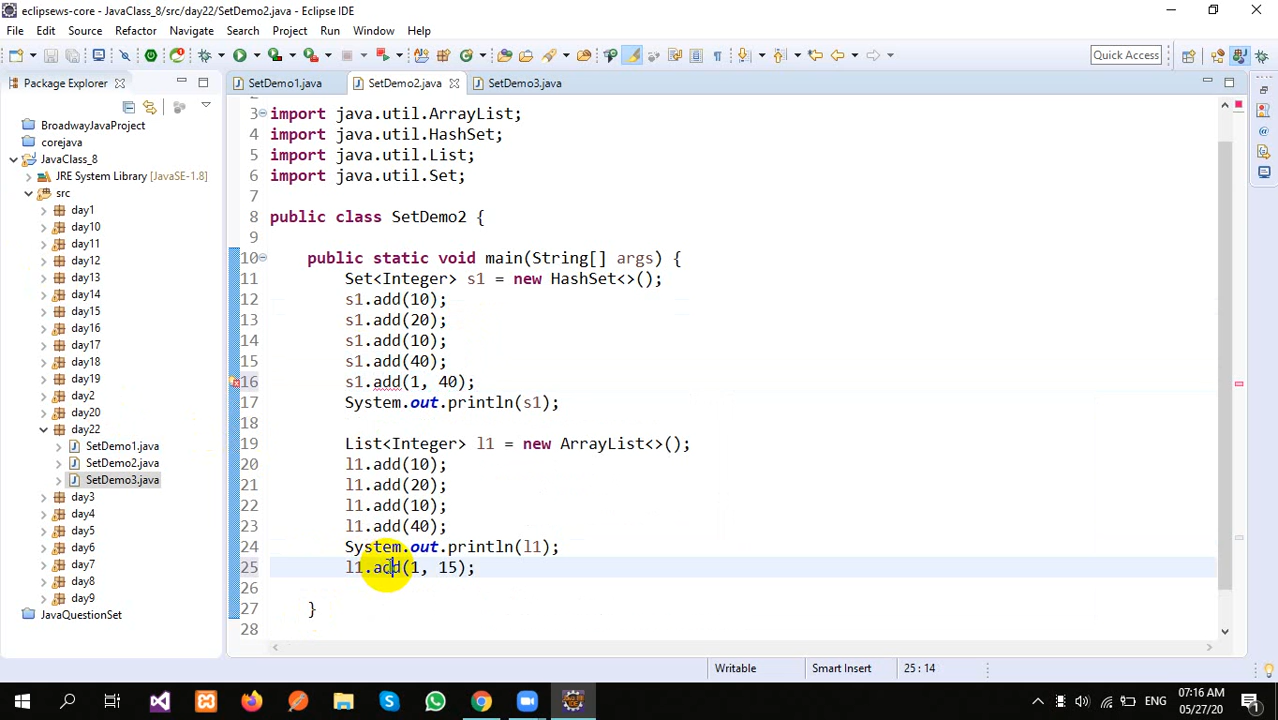 eclipsews-core - JavaClass_8/src/day22/SetDemo2.java - Eclipse IDE
File Edit Source Refactor Navigate Search Project Run Window Help
Quick Access
Package Explorer
SetDemo1.java
SetDemo2.java
SetDemo3.java
BroadwayJavaProject
corejava
JavaClass_8
JRE System Library [JavaSE-1.8]
src
day1
day10
day11
day12
day13
day14
day15
day16
day17
day18
day19
day2
day20
day22
SetDemo1.java
SetDemo2.java
SetDemo3.java
day3
day4
day5
day6
day7
day8
day9
JavaQuestionSet
3 import java.util.ArrayList;
4 import java.util.HashSet;
5 import java.util.List;
6 import java.util.Set;
7
8 public class SetDemo2 {
9
10 public static void main(String[] args) {
11 Set<Integer> s1 = new HashSet<>();
12 s1.add(10);
13 s1.add(20);
14 s1.add(10);
15 s1.add(40);
16 s1.add(1, 40);
17 System.out.println(s1);
18
19 List<Integer> l1 = new ArrayList<>();
20 l1.add(10);
21 l1.add(20);
22 l1.add(10);
23 l1.add(40);
24 System.out.println(l1);
25 l1.add(1, 15);
26
27 }
28
Writable
Smart Insert
25 : 14
ENG
07:16 AM
05/27/20